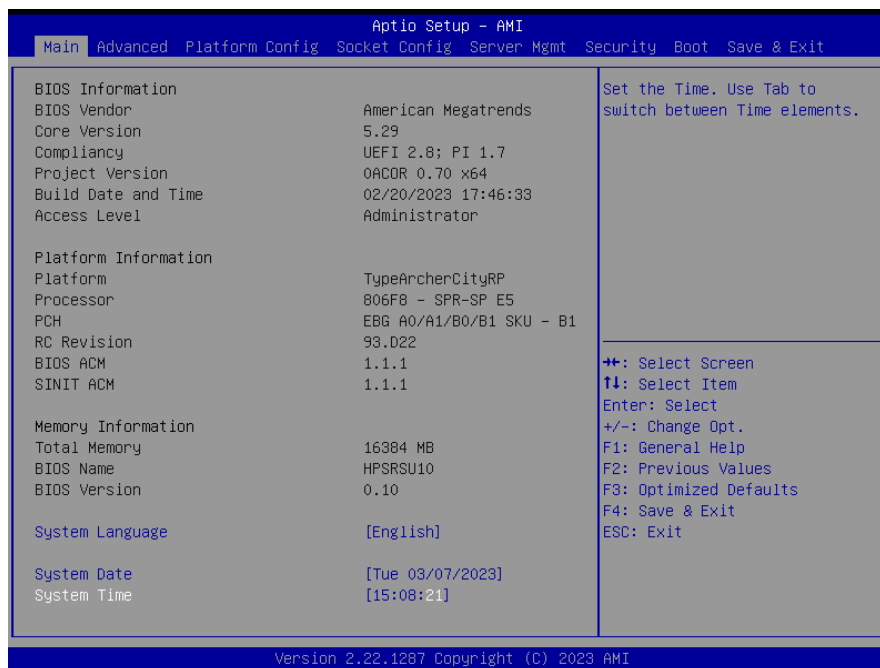 Aptio Setup - AMI
Main Advanced Platform Config Socket Config Server Mgmt Security Boot Save & Exit
BIOS Information
BIOS Vendor American Megatrends
Core Version 5.29
Compliancy UEFI 2.8; PI 1.7
Project Version 0ACOR 0.70 x64
Build Date and Time 02/20/2023 17:46:33
Access Level Administrator
Platform Information
Platform TypeArcherCityRP
Processor 806F8 - SPR-SP E5
PCH EBG A0/A1/B0/B1 SKU - B1
RC Revision 93.D22
BIOS ACM 1.1.1
SINIT ACM 1.1.1
Memory Information
Total Memory 16384 MB
BIOS Name HPSRSU10
BIOS Version 0.10
System Language [English]
System Date [Tue 03/07/2023]
System Time [15:08:21]
Set the Time. Use Tab to
switch between Time elements.
→←: Select Screen
↑↓: Select Item
Enter: Select
+/-: Change Opt.
F1: General Help
F2: Previous Values
F3: Optimized Defaults
F4: Save & Exit
ESC: Exit
Version 2.22.1287 Copyright (C) 2023 AMI